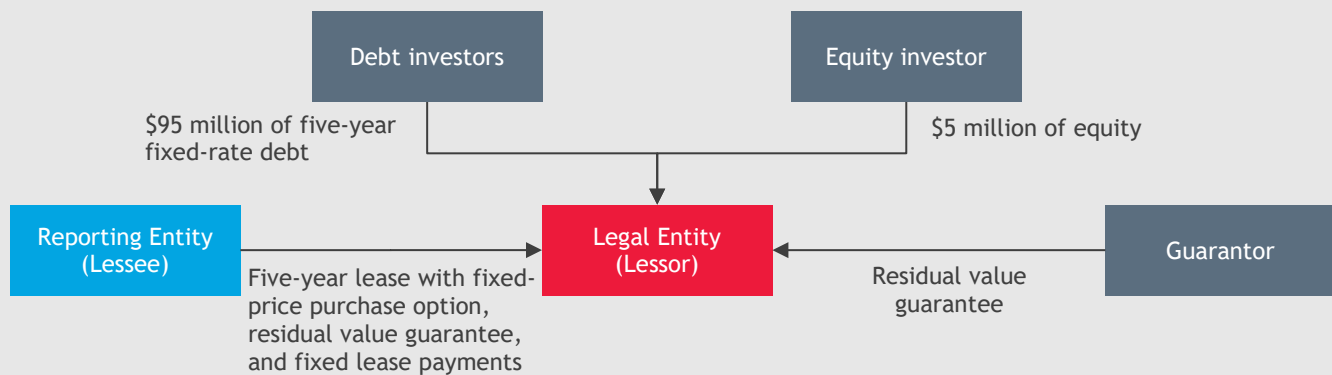 Debt investors
Equity investor
$95 million of five-year
fixed-rate debt
$5 million of equity
Reporting Entity
(Lessee)
Five-year lease with fixed-
price purchase option,
residual value guarantee,
and fixed lease payments
Legal Entity
(Lessor)
Residual value
guarantee
Guarantor